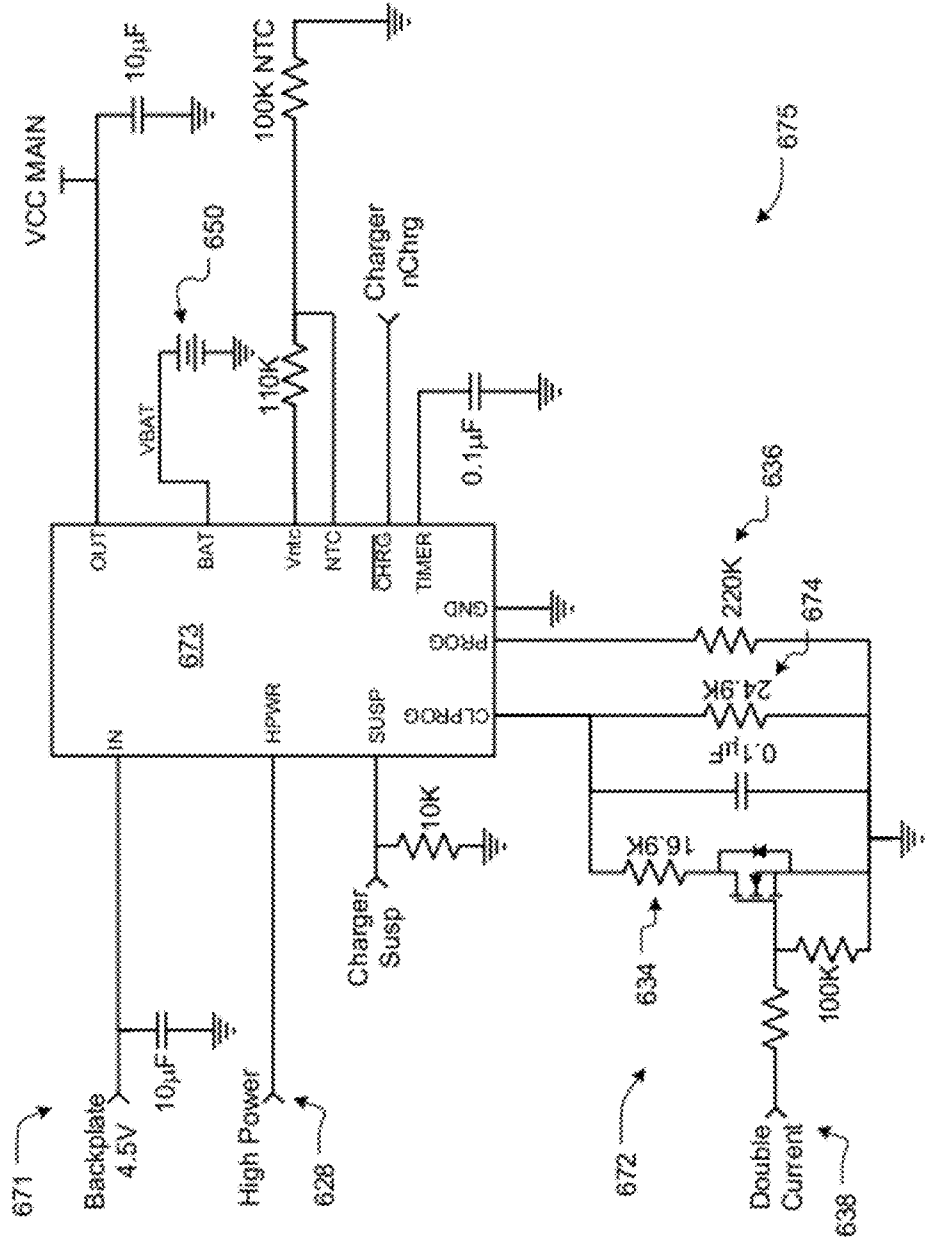 671
Backplate
4.5V
10µF
High Power
628
Charger
Susp
10K
IN
HPWR
SUSP
673
OUT
BAT
Vntc
NTC
CHRG
TIMER
CLPROG
PROG
GND
VCC MAIN
10µF
VBAT
650
110K
100K NTC
Charger
nChrg
0.1µF
675
672
634
16.9K
0.1µF
24.9K
674
220K
636
Double
Current
638
100K